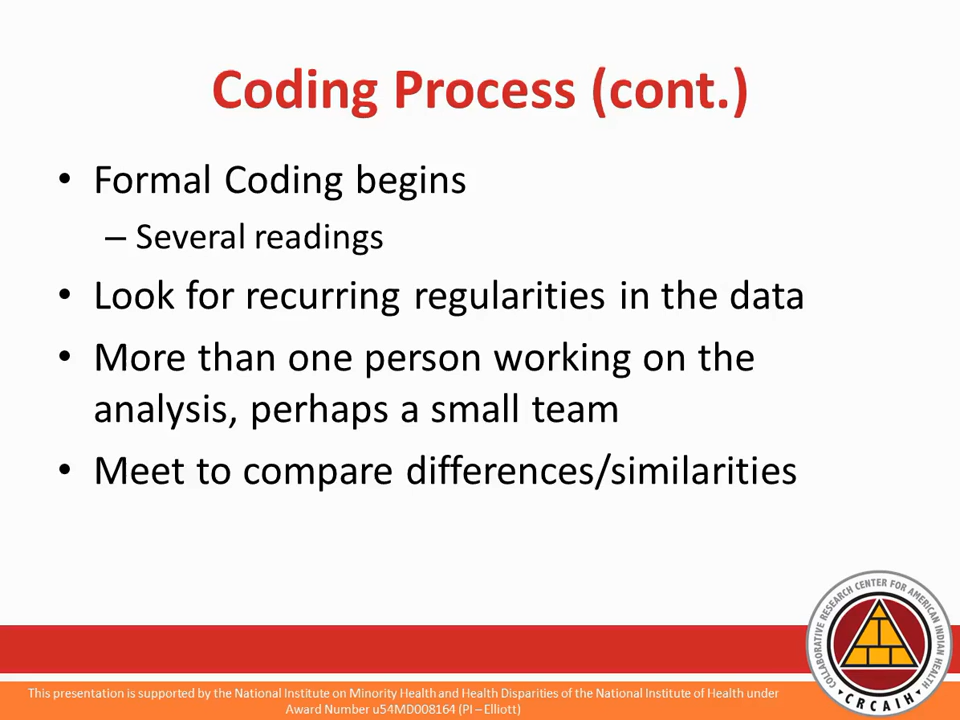 Coding Process (cont.)
• Formal Coding begins
– Several readings
• Look for recurring regularities in the data
• More than one person working on the
analysis, perhaps a small team
• Meet to compare differences/similarities
COLLABORATIVE RESEARCH CENTER FOR AMERICAN INDIAN HEALTH
CRCAIH
This presentation is supported by the National Institute on Minority Health and Health Disparities of the National Institute of Health under
Award Number u54MD008164 (PI – Elliott)